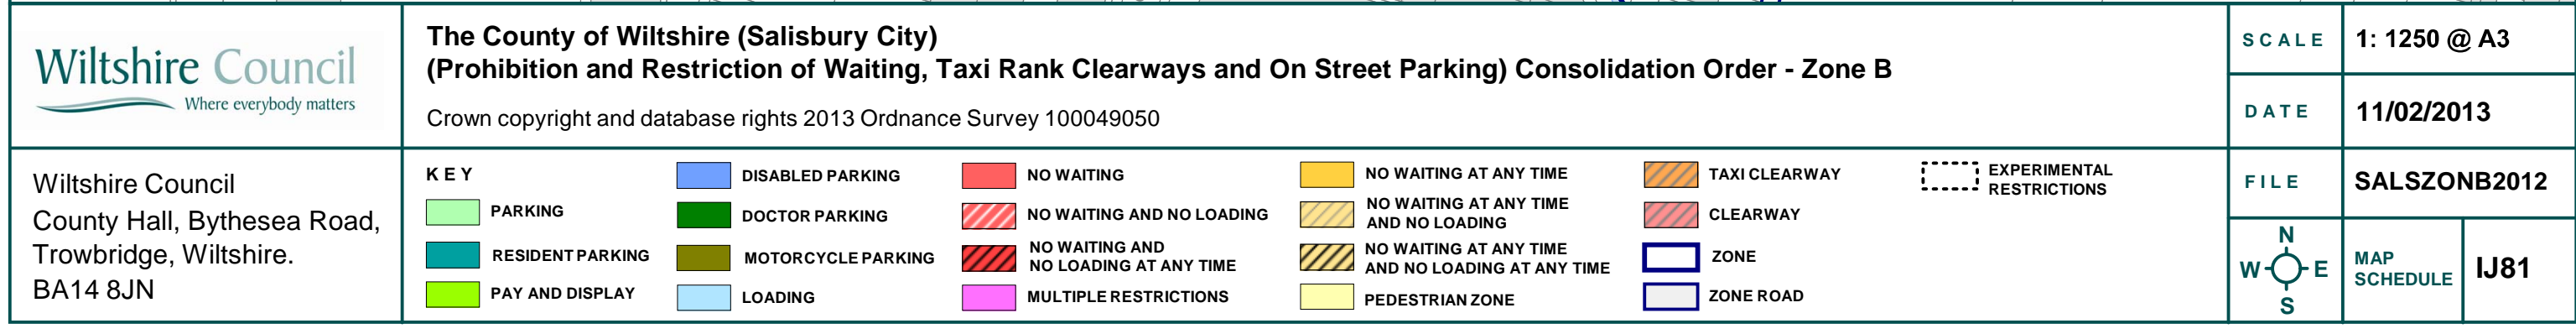 Wiltshire Council
Where everybody matters
The County of Wiltshire (Salisbury City)
(Prohibition and Restriction of Waiting, Taxi Rank Clearways and On Street Parking) Consolidation Order - Zone B
Crown copyright and database rights 2013 Ordnance Survey 100049050
SCALE
1: 1250 @ A3
DATE
11/02/2013
Wiltshire Council
County Hall, Bythesea Road,
Trowbridge, Wiltshire.
BA14 8JN
KEY
PARKING
RESIDENT PARKING
PAY AND DISPLAY
DISABLED PARKING
DOCTOR PARKING
MOTORCYCLE PARKING
LOADING
NO WAITING
NO WAITING AND NO LOADING
NO WAITING AND
NO LOADING AT ANY TIME
MULTIPLE RESTRICTIONS
NO WAITING AT ANY TIME
NO WAITING AT ANY TIME
AND NO LOADING
NO WAITING AT ANY TIME
AND NO LOADING AT ANY TIME
PEDESTRIAN ZONE
TAXI CLEARWAY
CLEARWAY
ZONE
ZONE ROAD
EXPERIMENTAL
RESTRICTIONS
FILE
SALSZONB2012
N
W E
S
MAP
SCHEDULE
IJ81